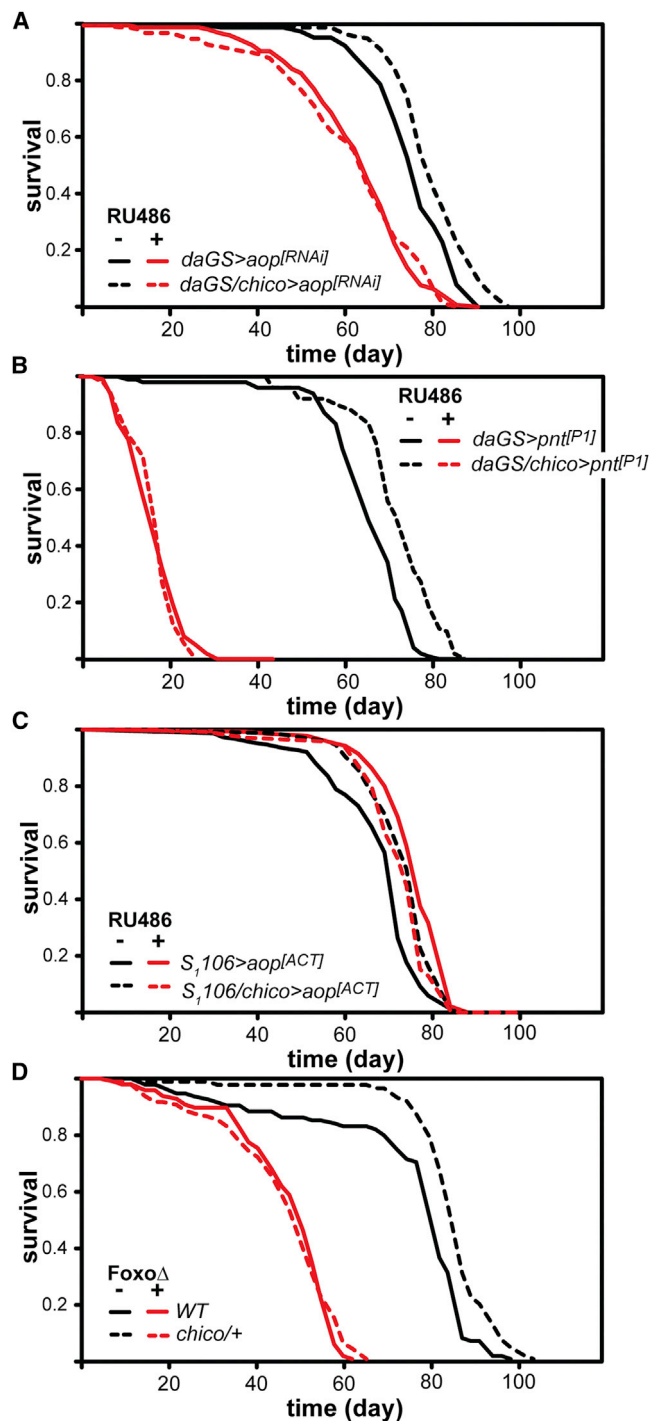 A
survival
0.8
0.6
0.4
0.2
RU486
- +
daGS>aop[RNAi]
daGS/chico>aop[RNAi]
20 40 60 80 100
time (day)
B
survival
0.8
0.6
0.4
0.2
RU486
- +
daGS>pnt[P1]
daGS/chico>pnt[P1]
20 40 60 80 100
time (day)
C
survival
0.8
0.6
0.4
0.2
RU486
- +
S1106>aop[ACT]
S1106/chico>aop[ACT]
20 40 60 80 100
time (day)
D
survival
0.8
0.6
0.4
0.2
FoxoΔ
- +
WT
chico/+
20 40 60 80 100
time (day)